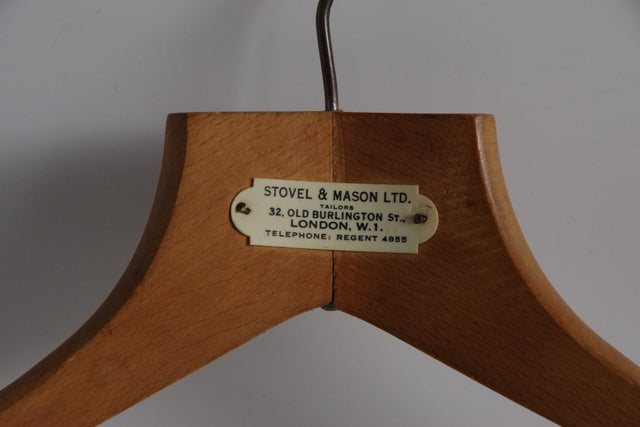 STOVEL & MASON LTD.
TAILORS
32, OLD BURLINGTON ST.,
LONDON, W.1.
TELEPHONE: REGENT 4855